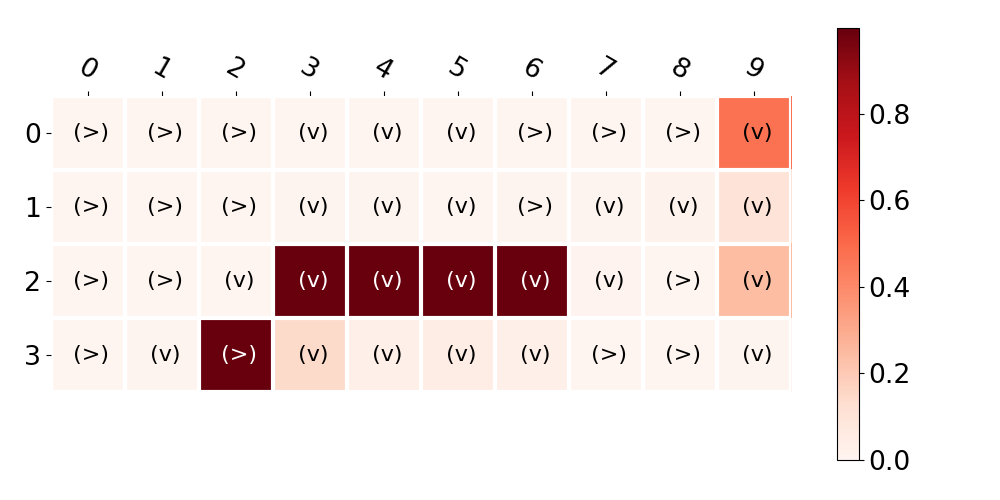 0 1 2 3 4 5 6 7 8 9
0 (>) (>) (>) (v) (v) (v) (>) (>) (>) (v)
1 (>) (>) (>) (v) (v) (v) (>) (v) (v) (v)
2 (>) (>) (v) (v) (v) (v) (v) (v) (>) (v)
3 (>) (v) (>) (v) (v) (v) (v) (>) (>) (v)
0.8
0.6
0.4
0.2
0.0